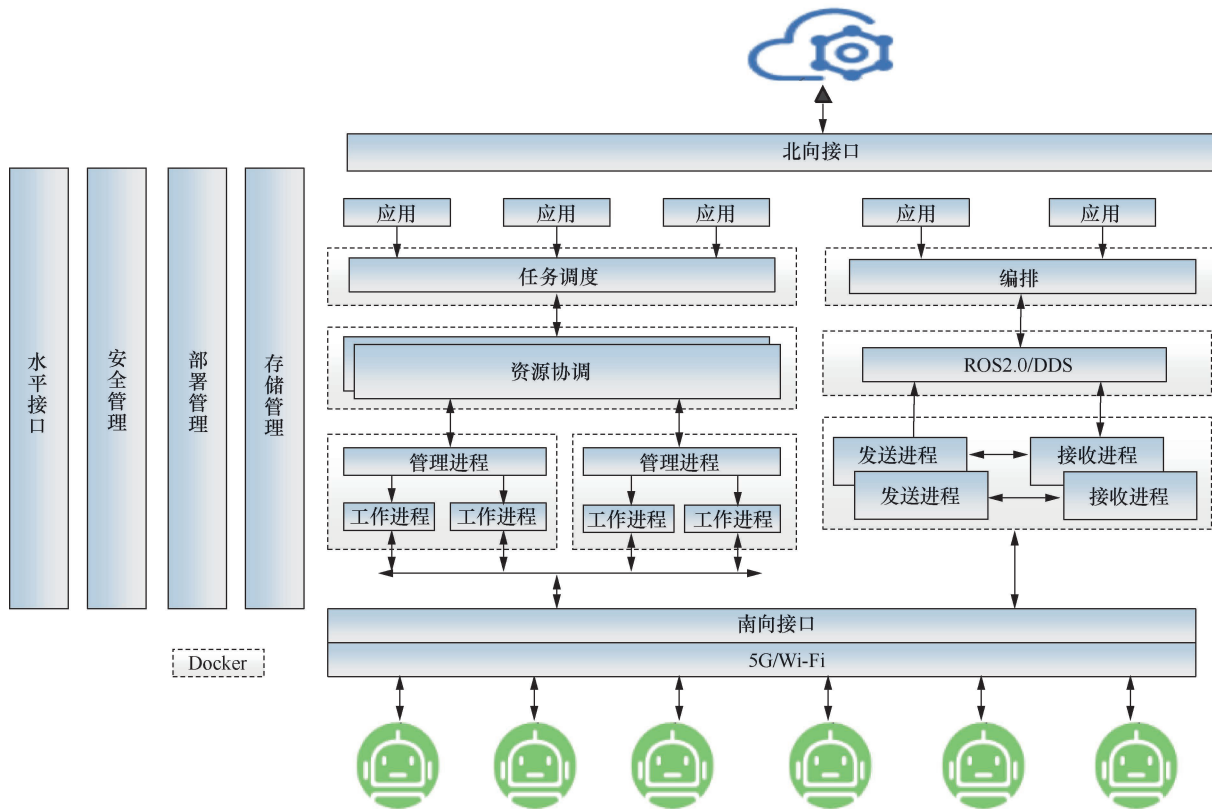 北向接口
应用
应用
应用
应用
应用
任务调度
编排
水平接口
安全管理
部署管理
存储管理
资源协调
ROS2.0/DDS
管理进程
管理进程
发送进程
接收进程
发送进程
接收进程
工作进程
工作进程
工作进程
工作进程
南向接口
5G/Wi-Fi
Docker